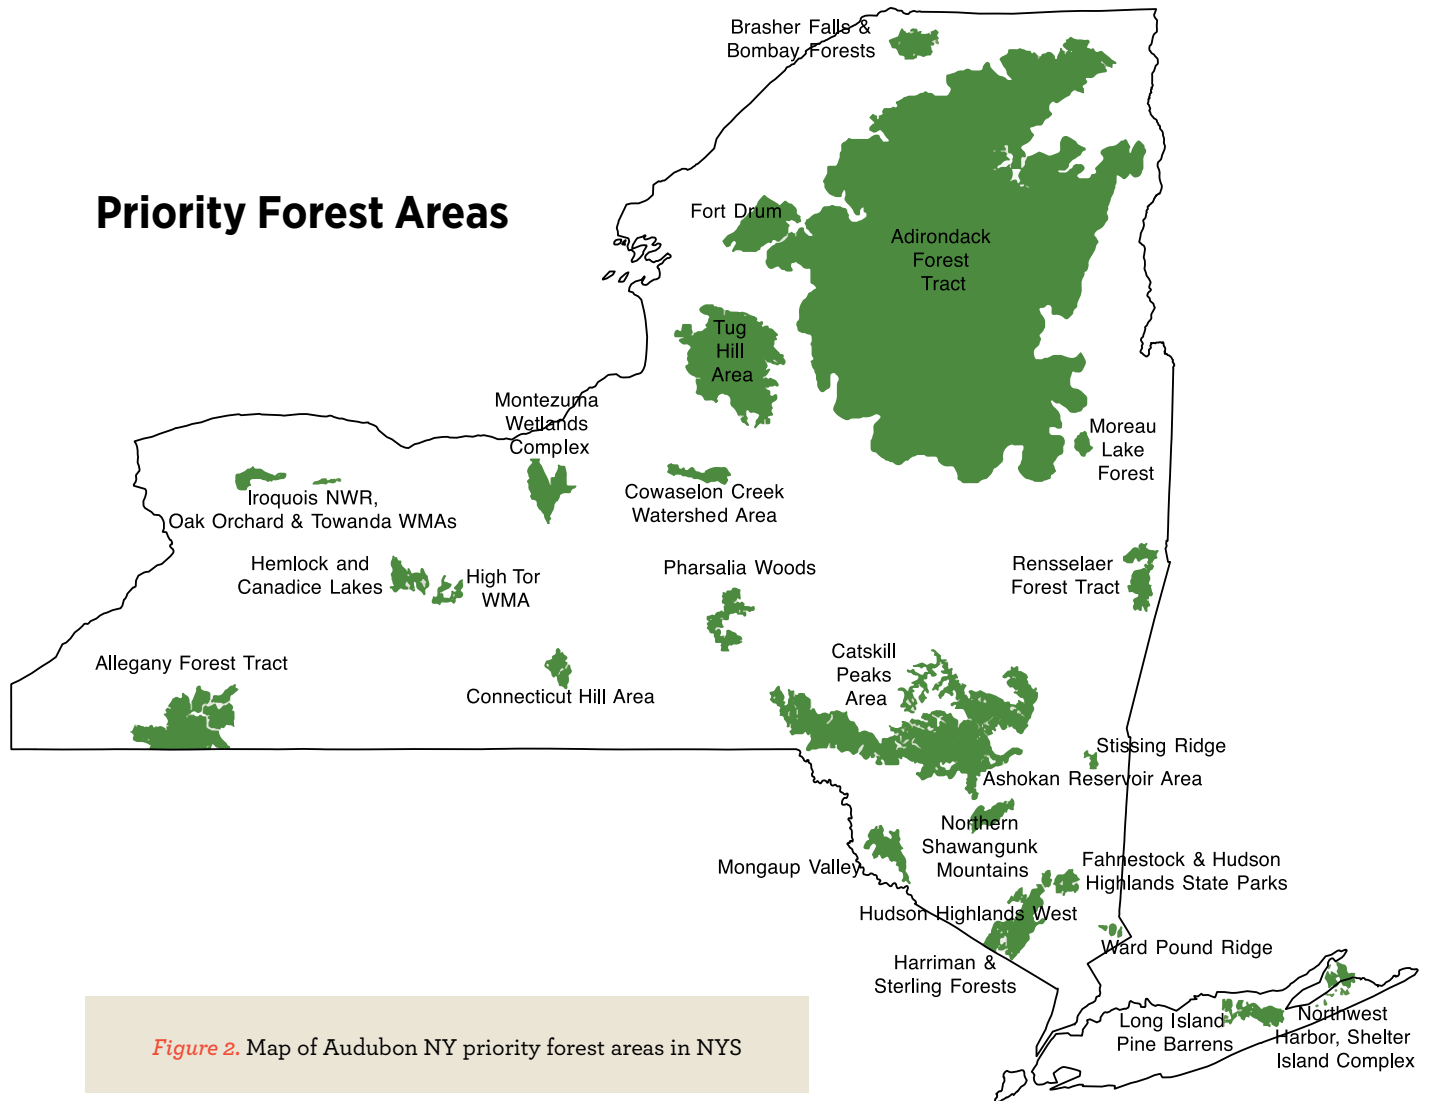 Brasher Falls &
Bombay Forests
Priority Forest Areas
Fort Drum
Adirondack
Forest
Tract
Tug
Hill
Area
Montezuma
Wetlands
Complex
Moreau
Lake
Forest
Iroquois NWR,
Oak Orchard & Towanda WMAs
Cowaselon Creek
Watershed Area
Hemlock and
Canadice Lakes
High Tor
WMA
Pharsalia Woods
Rensselaer
Forest Tract
Allegany Forest Tract
Connecticut Hill Area
Catskill
Peaks
Area
Stissing Ridge
Ashokan Reservoir Area
Northern
Shawangunk
Mountains
Mongaup Valley
Fahnestock & Hudson
Highlands State Parks
Hudson Highlands West
Ward Pound Ridge
Harriman &
Sterling Forests
Long Island
Pine Barrens
Northwest
Harbor, Shelter
Island Complex
Figure 2. Map of Audubon NY priority forest areas in NYS